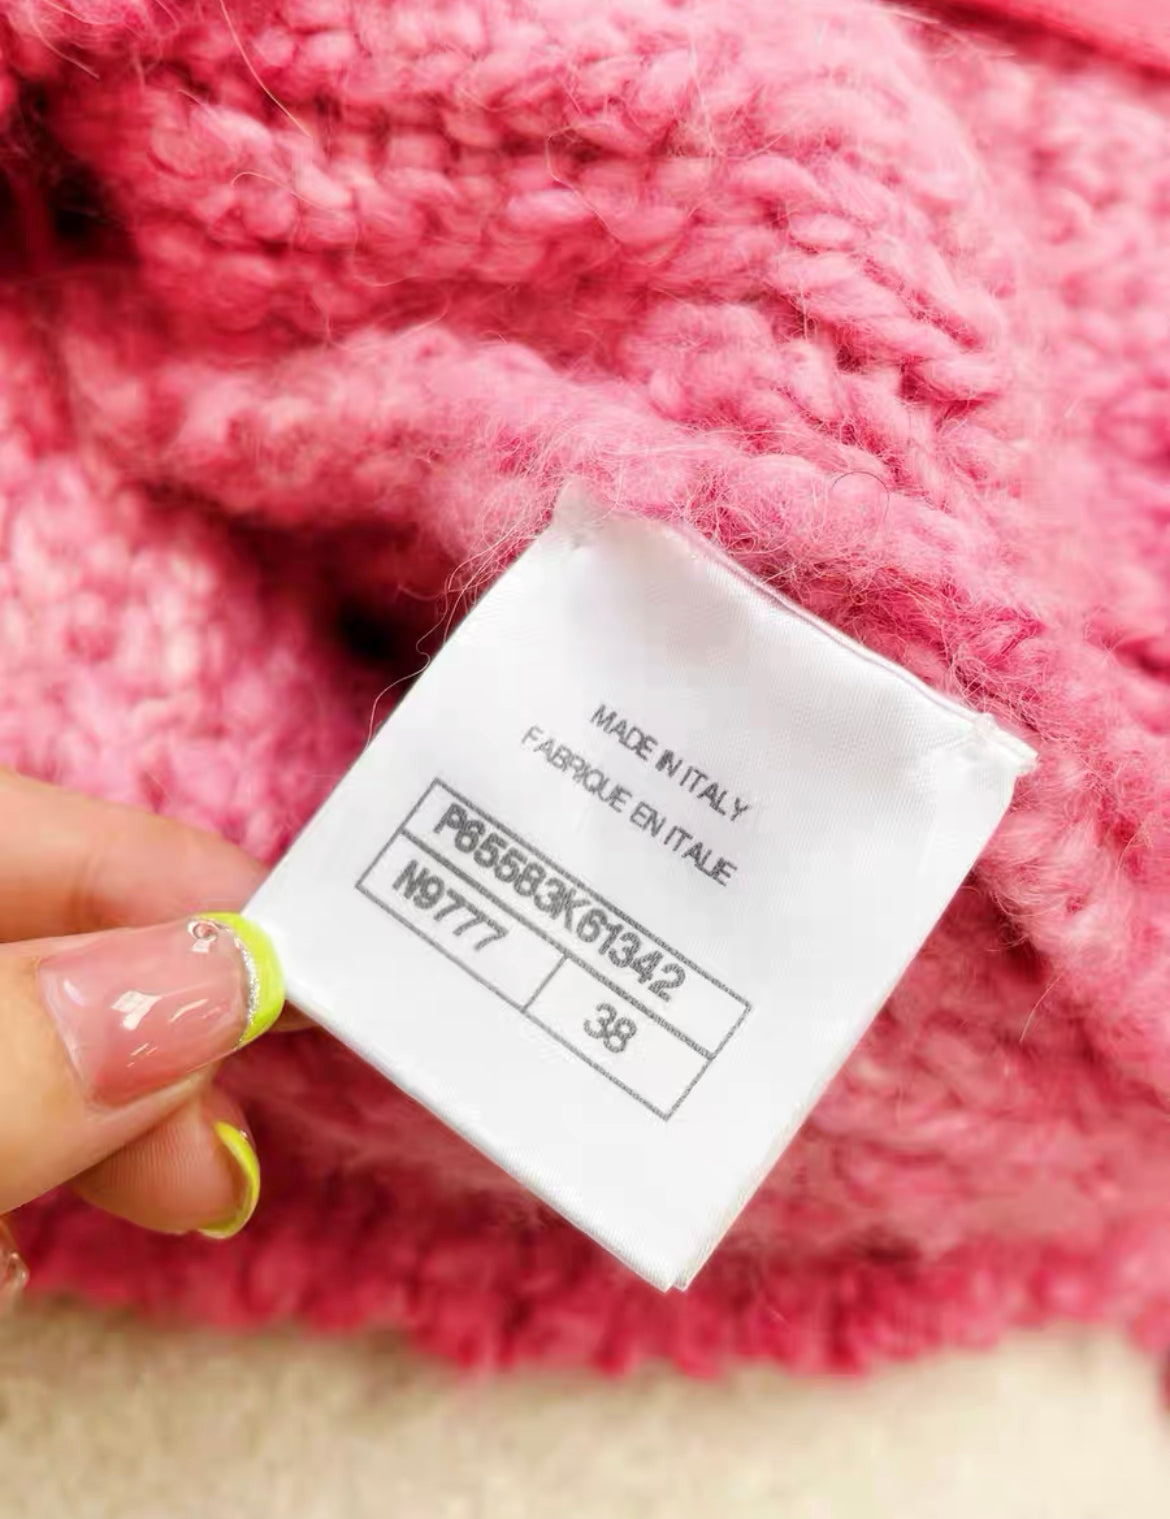 MADE IN ITALY
FABRIQUE EN ITALIE
P65583K61342
N9777
38